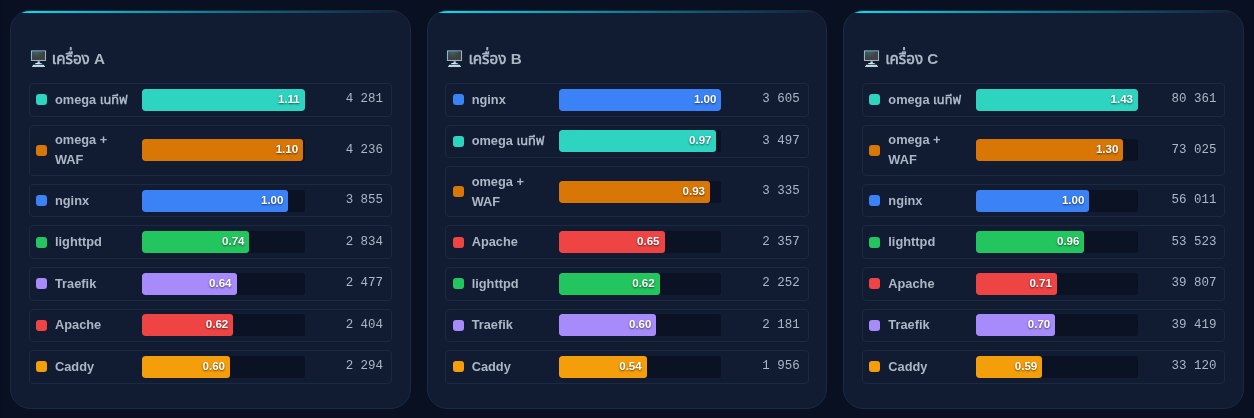 เครื่อง A
omega เนทีฟ 1.11 4 281
omega +
WAF 1.10 4 236
nginx 1.00 3 855
lighttpd 0.74 2 834
Traefik 0.64 2 477
Apache 0.62 2 404
Caddy 0.60 2 294
เครื่อง B
nginx 1.00 3 605
omega เนทีฟ 0.97 3 497
omega +
WAF 0.93 3 335
Apache 0.65 2 357
lighttpd 0.62 2 252
Traefik 0.60 2 181
Caddy 0.54 1 956
เครื่อง C
omega เนทีฟ 1.43 80 361
omega +
WAF 1.30 73 025
nginx 1.00 56 011
lighttpd 0.96 53 523
Apache 0.71 39 807
Traefik 0.70 39 419
Caddy 0.59 33 120